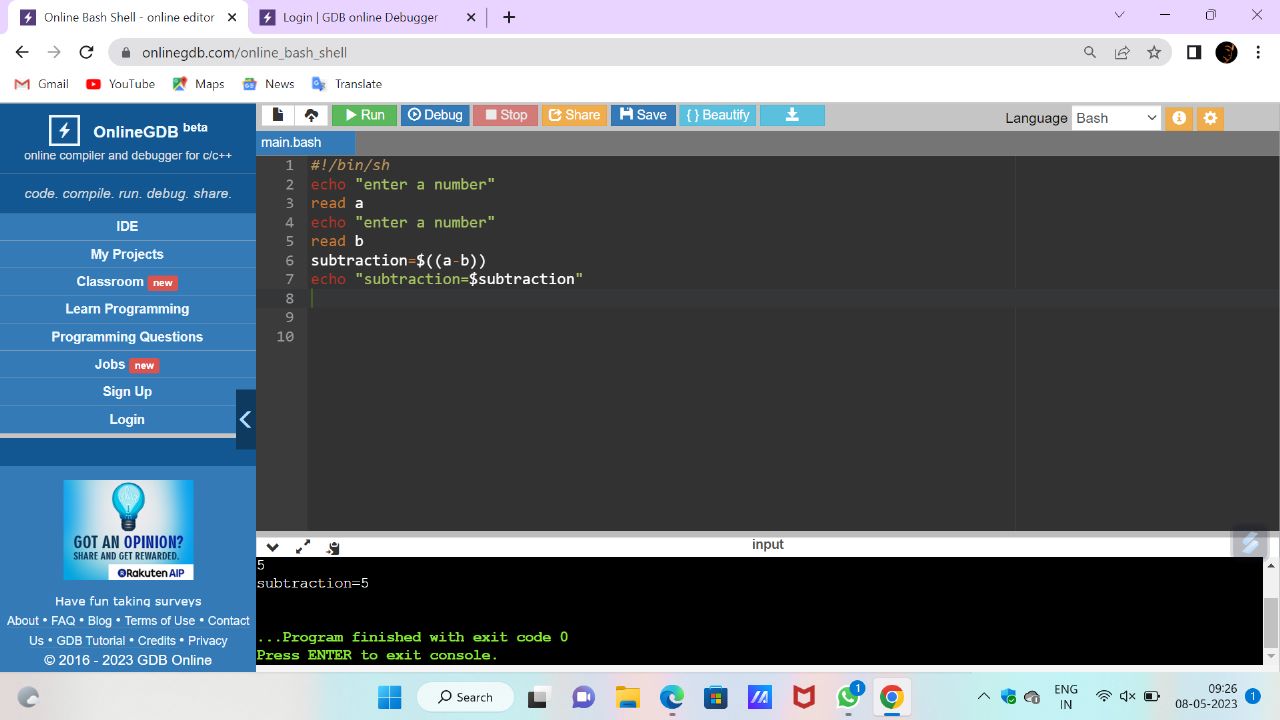 Online Bash Shell - online editor
Login | GDB online Debugger
onlinegdb.com/online_bash_shell
Gmail YouTube Maps News Translate
OnlineGDB beta
online compiler and debugger for c/c++
code. compile. run. debug. share.
IDE
My Projects
Classroom new
Learn Programming
Programming Questions
Jobs new
Sign Up
Login
GOT AN OPINION?
SHARE AND GET REWARDED.
Rakuten AIP
Have fun taking surveys
About • FAQ • Blog • Terms of Use • Contact
Us • GDB Tutorial • Credits • Privacy
© 2016 - 2023 GDB Online
Run Debug Stop Share Save { } Beautify
Language Bash
main.bash
1 #!/bin/sh
2 echo "enter a number"
3 read a
4 echo "enter a number"
5 read b
6 subtraction=$((a-b))
7 echo "subtraction=$subtraction"
8
9
10
input
5
subtraction=5
...Program finished with exit code 0
Press ENTER to exit console.
Search
1
ENG
IN
09:26
08-05-2023
1